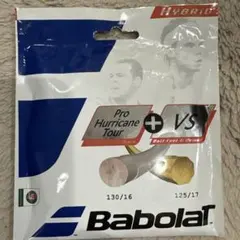 HYBRID
Pro
Hurricane
Tour
+
VS
130/16
125/17
BabolaT